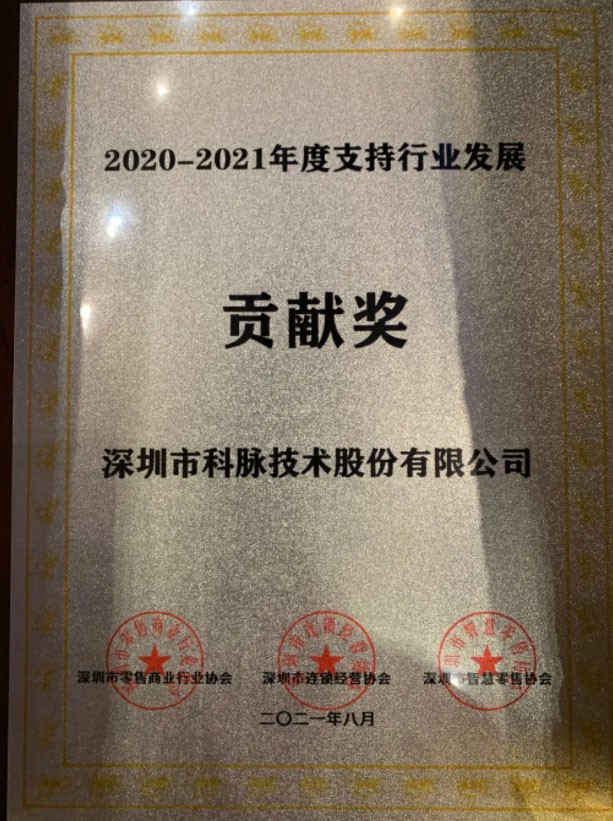 2020-2021年度支持行业发展
贡献奖
深圳市科脉技术股份有限公司
深圳市零售商业行业协会 深圳市连锁经营协会 深圳市智慧零售协会
二〇二一年八月